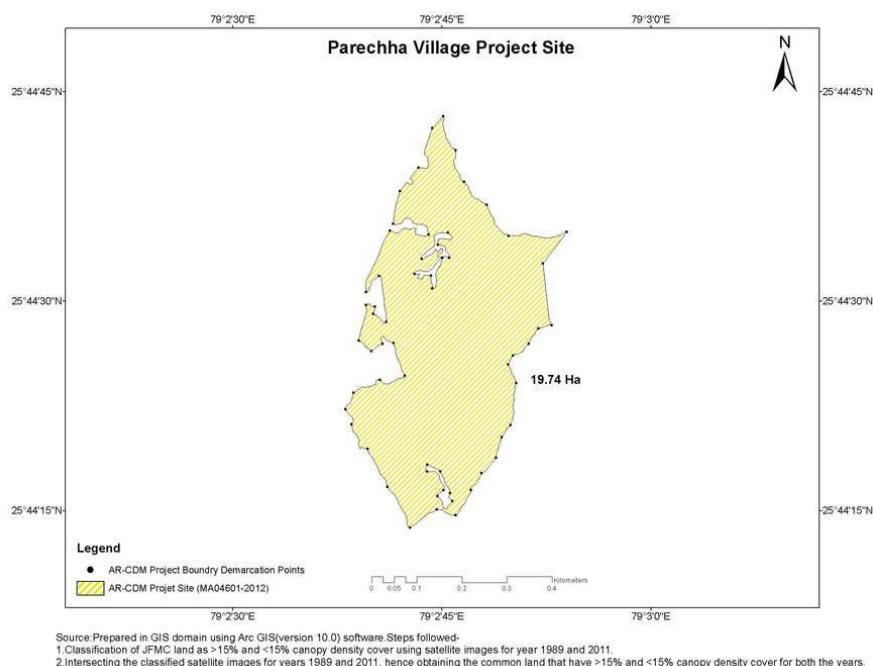 79°2'30"E 79°2'45"E 79°3'0"E
Parechha Village Project Site
N
25°44'45"N 25°44'45"N
25°44'30"N 25°44'30"N
19.74 Ha
25°44'15"N 25°44'15"N
Legend
AR-CDM Project Boundry Demarcation Points
AR-CDM Projet Site (MA04601-2012)
Kilometers
0 0.05 0.1 0.2 0.3 0.4
79°2'30"E 79°2'45"E 79°3'0"E
Source:Prepared in GIS domain using Arc GIS(version 10.0) software.Steps followed-
1.Classification of JFMC land as >15% and <15% canopy density cover using satellite images for year 1989 and 2011.
2.Intersecting the classified satellite images for years 1989 and 2011, hence obtaining the common land that have >15% and <15% canopy density cover for both the years.